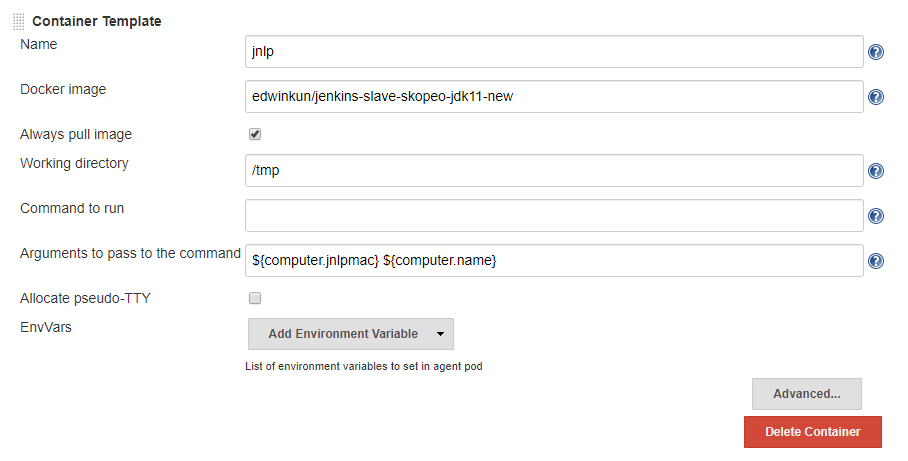 Container Template
Name
jnlp
Docker image
edwinkun/jenkins-slave-skopeo-jdk11-new
Always pull image
Working directory
/tmp
Command to run
Arguments to pass to the command
${computer.jnlpmac} ${computer.name}
Allocate pseudo-TTY
EnvVars
Add Environment Variable
List of environment variables to set in agent pod
Advanced...
Delete Container